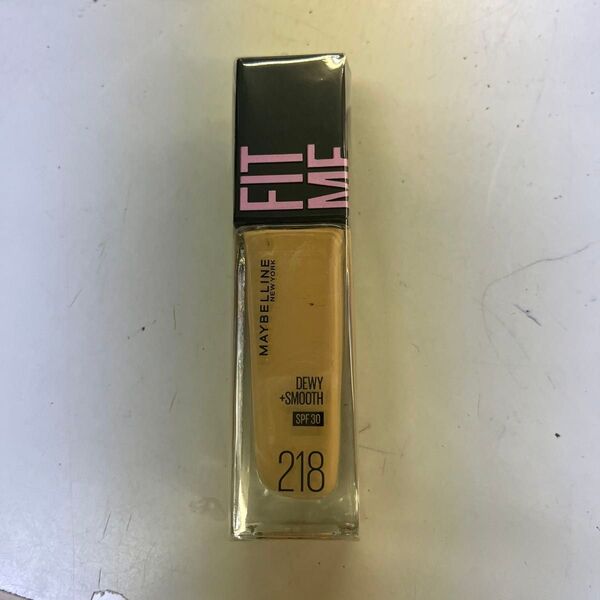 FIT
ME
MAYBELLINE
NEW YORK
DEWY
+SMOOTH
SPF 30
218